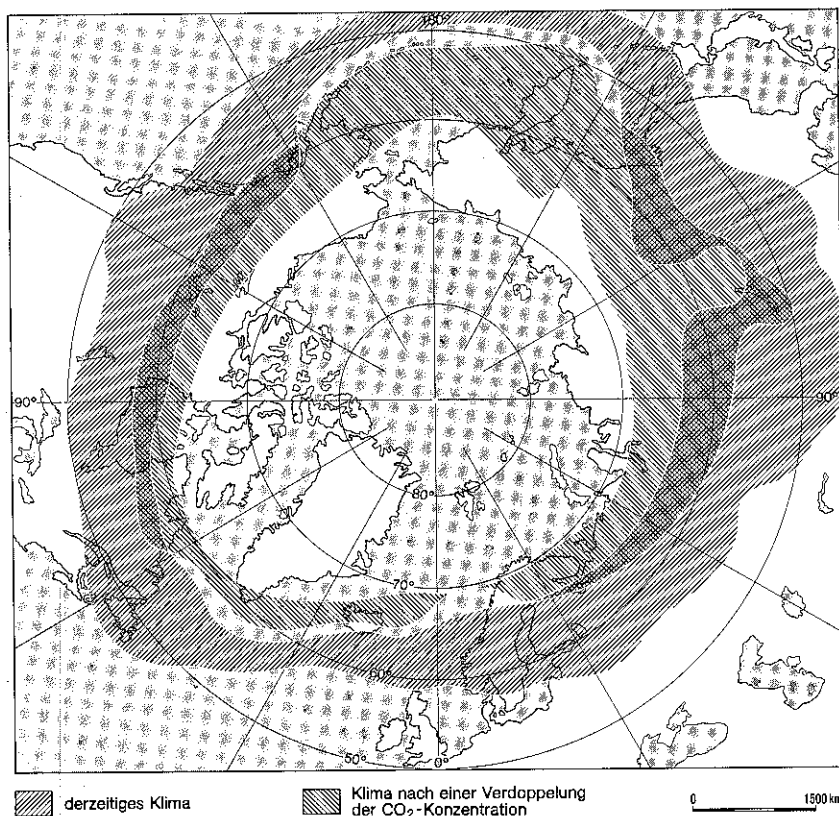 180°
90°
90°
80°
70°
60°
50°
0°
derzeitiges Klima
Klima nach einer Verdoppelung
der CO₂-Konzentration
0 1500 km